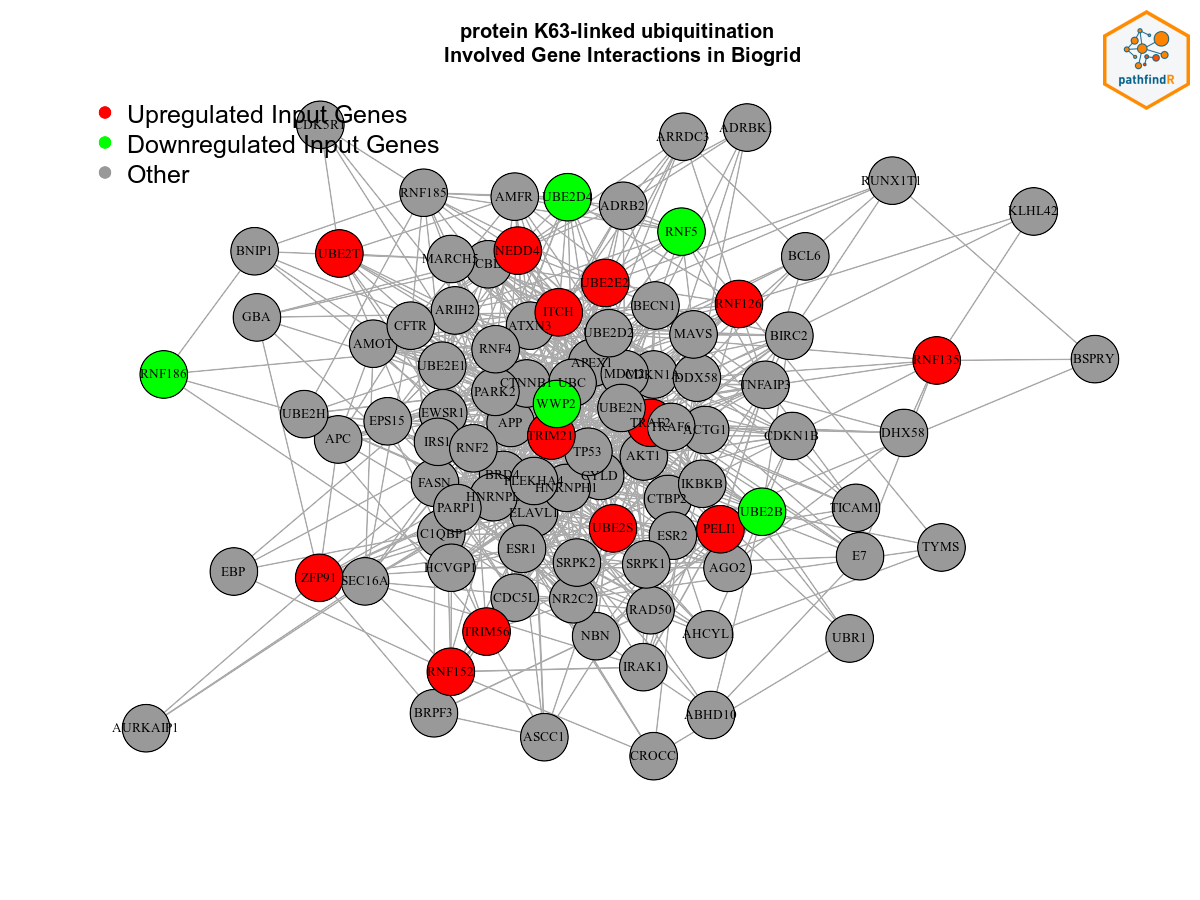 protein K63-linked ubiquitination
Involved Gene Interactions in Biogrid
pathfindR
Upregulated Input Genes
Downregulated Input Genes
Other
CDK5R1
ARRDC3
ADRBK1
RUNX1T1
KLHL42
RNF185
AMFR
UBE2D4
ADRB2
RNF5
BNIP1
UBE2T
MARCH5
CBL
NEDD4
BCL6
UBE2E2
GBA
CFTR
ARIH2
ATXN3
ITCH
BECN1
RNF126
AMOT
RNF4
UBE2D2
MAVS
BIRC2
RNF186
UBE2E1
APEX1
MDM2
CDKN1A
DDX58
TNFAIP3
RNF135
BSPRY
PARK2
CTNNB1
UBC
UBE2H
EPS15
EWSR1
APP
WWP2
UBE2N
TRAF2
TRAF6
ACTG1
CDKN1B
DHX58
APC
IRS1
RNF2
TRIM21
TP53
AKT1
FASN
BRD4
PLEKHA4
HNRNPH1
CYLD
IKBKB
PARP1
HNRNPL
CTBP2
TICAM1
C1QBP
ELAVL1
UBE2S
ESR2
PELI1
UBE2B
TYMS
E7
EBP
ZFP91
SEC16A
HCVGP1
ESR1
SRPK2
SRPK1
AGO2
CDC5L
NR2C2
RAD50
TRIM56
NBN
AHCYL1
UBR1
RNF152
IRAK1
AURKAIP1
BRPF3
ASCC1
ABHD10
CROCC